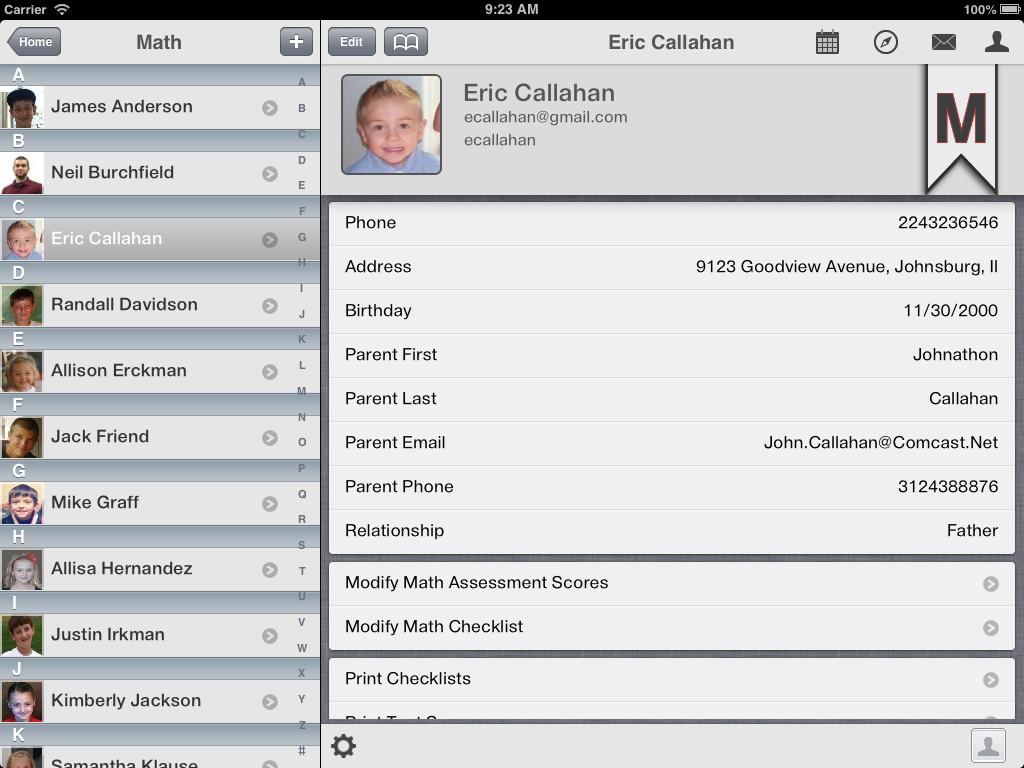 Carrier 9:23 AM 100%
Home Math +
Edit Eric Callahan
A
James Anderson
B
Neil Burchfield
C
Eric Callahan
D
Randall Davidson
E
Allison Erckman
F
Jack Friend
G
Mike Graff
H
Allisa Hernandez
I
Justin Irkman
J
Kimberly Jackson
K
Samantha Klause
A
B
C
D
E
F
G
H
I
J
K
L
M
N
O
P
Q
R
S
T
U
V
W
X
Y
Z
#
Eric Callahan
ecallahan@gmail.com
ecallahan
M
Phone 2243236546
Address 9123 Goodview Avenue, Johnsburg, Il
Birthday 11/30/2000
Parent First Johnathon
Parent Last Callahan
Parent Email John.Callahan@Comcast.Net
Parent Phone 3124388876
Relationship Father
Modify Math Assessment Scores
Modify Math Checklist
Print Checklists
Print Test